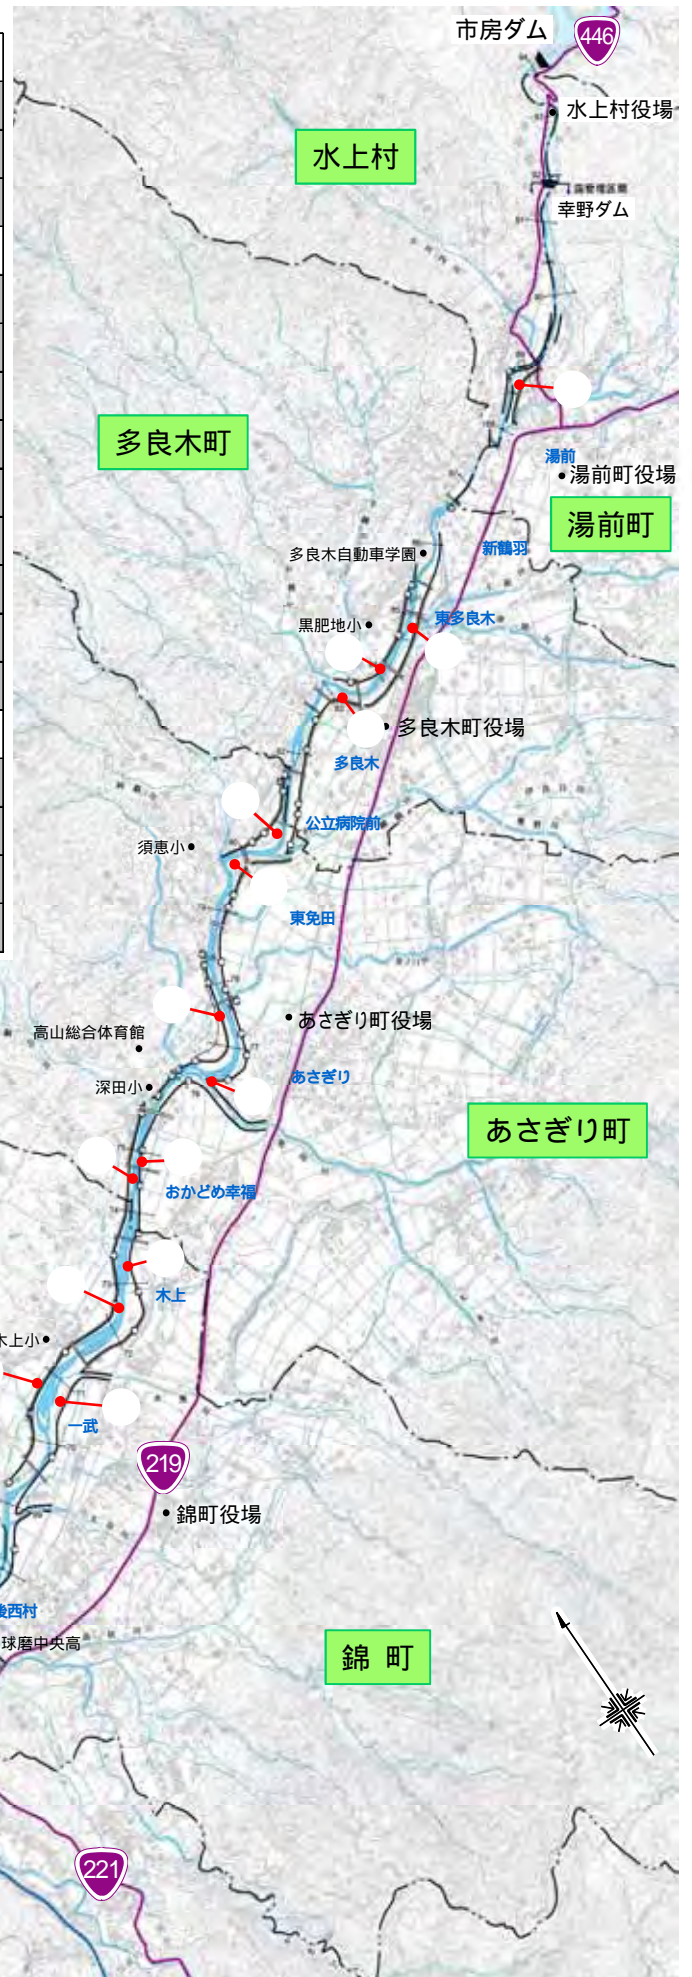 市房ダム
446
水上村役場
水上村
幸野ダム
多良木町
湯前
湯前町役場
湯前町
新鶴羽
多良木自動車学園
東多良木
黒肥地小
多良木町役場
多良木
公立病院前
須恵小
東免田
あさぎり町役場
高山総合体育館
あさぎり
深田小
あさぎり町
おかどめ幸福
木上
木上小
一武
219
錦町役場
後西村
球磨中央高
錦 町
221